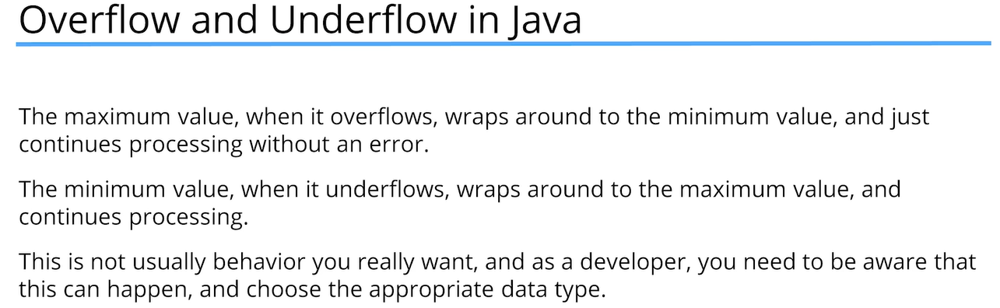 Overflow and Underflow in Java
The maximum value, when it overflows, wraps around to the minimum value, and just
continues processing without an error.
The minimum value, when it underflows, wraps around to the maximum value, and
continues processing.
This is not usually behavior you really want, and as a developer, you need to be aware that
this can happen, and choose the appropriate data type.